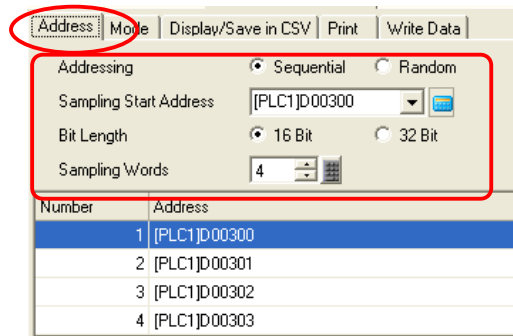 Address Mode Display/Save in CSV Print Write Data
Addressing Sequential Random
Sampling Start Address [PLC1]D00300
Bit Length 16 Bit 32 Bit
Sampling Words 4
Number Address
1 [PLC1]D00300
2 [PLC1]D00301
3 [PLC1]D00302
4 [PLC1]D00303